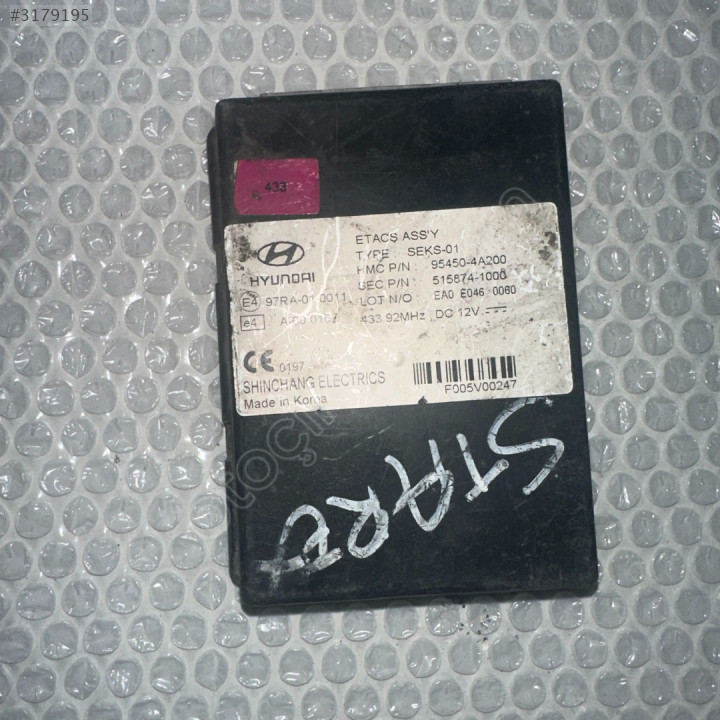 #3179195
433
ETACS ASS'Y
TYPE : SEKS-01
HMC P/N : 95450-4A200
SEC P/N : 515874-1000
LOT N/O : EA0 E046 0060
433.92MHz DC 12V
HYUNDAI
E4 97RA-01 0011
e4
CE 0197
SHINCHANG ELECTRICS
Made in Korea
F005V00247
STAREX